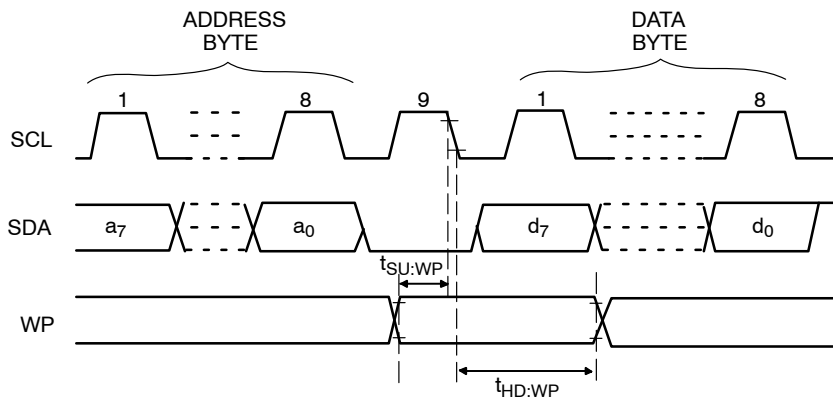 ADDRESS BYTE
DATA BYTE
1 8 9 1 8
SCL
SDA a7 a0 d7 d0
tSU:WP
WP
tHD:WP